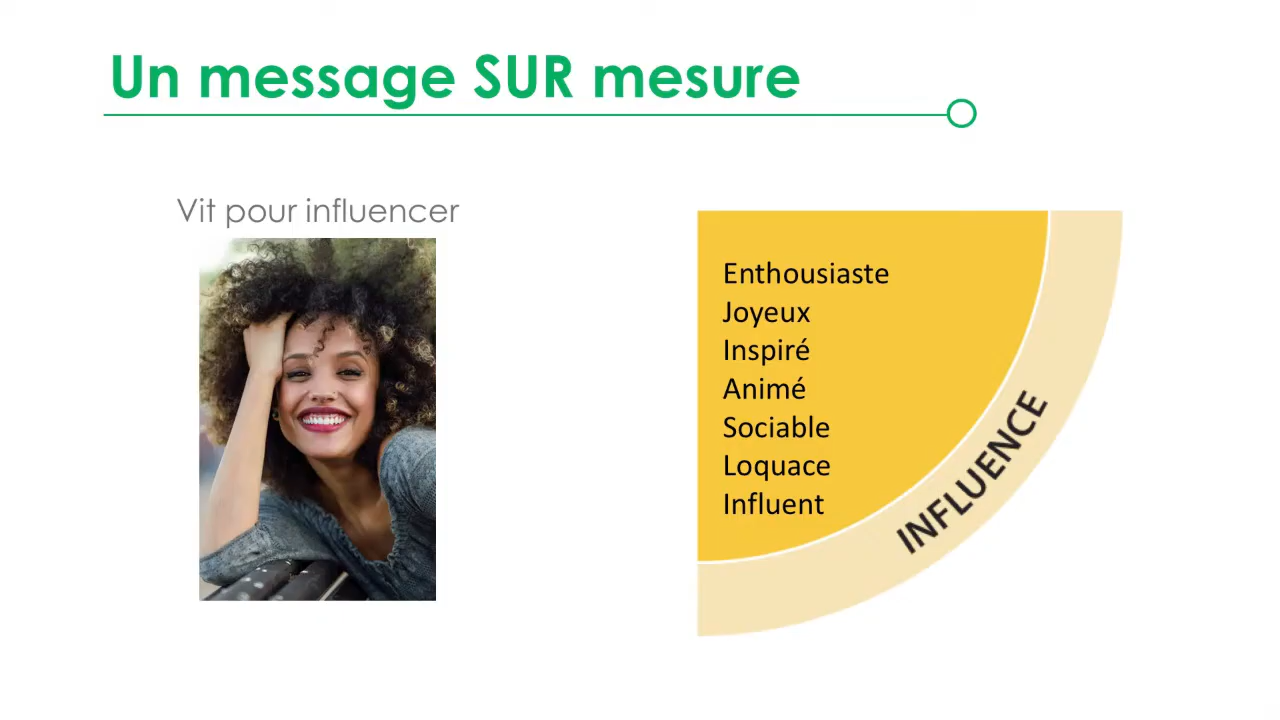 Un message SUR mesure
Vit pour influencer
Enthousiaste
Joyeux
Inspiré
Animé
Sociable
Loquace
Influent
INFLUENCE